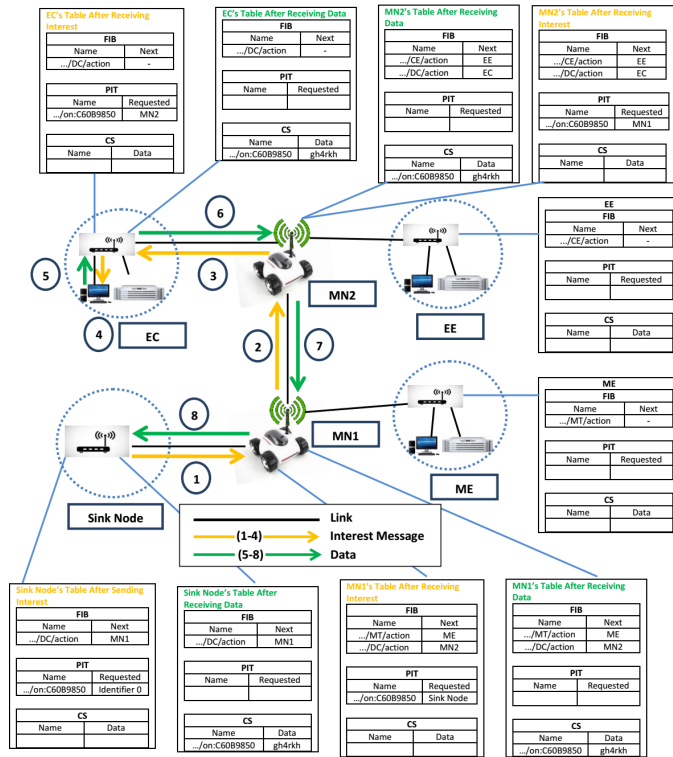 EC's Table After Receiving
Interest
FIB
Name Next
.../DC/action -
PIT
Name Requested
.../on:C60B9850 MN2
CS
Name Data
EC's Table After Receiving Data
FIB
Name Next
.../DC/action -
PIT
Name Requested
CS
Name Data
.../on:C60B9850 gh4rkh
MN2's Table After Receiving
Data
FIB
Name Next
.../CE/action EE
.../DC/action EC
PIT
Name Requested
CS
Name Data
.../on:C60B9850 gh4rkh
MN2's Table After Receiving
Interest
FIB
Name Next
.../CE/action EE
.../DC/action EC
PIT
Name Requested
.../on:C60B9850 MN1
CS
Name Data
6
3
5
4
EC
MN2
EE
2
7
EE
FIB
Name Next
.../CE/action -
PIT
Name Requested
CS
Name Data
8
1
Sink Node
MN1
ME
ME
FIB
Name Next
.../MT/action -
PIT
Name Requested
CS
Name Data
Link
(1-4) Interest Message
(5-8) Data
Sink Node's Table After Sending
Interest
FIB
Name Next
.../DC/action MN1
PIT
Name Requested
.../on:C60B9850 Identifier 0
CS
Name Data
Sink Node's Table After
Receiving Data
FIB
Name Next
.../DC/action MN1
PIT
Name Requested
CS
Name Data
.../on:C60B9850 gh4rkh
MN1's Table After Receiving
Interest
FIB
Name Next
.../MT/action ME
.../DC/action MN2
PIT
Name Requested
.../on:C60B9850 Sink Node
CS
Name Data
MN1's Table After Receiving
Data
FIB
Name Next
.../MT/action ME
.../DC/action MN2
PIT
Name Requested
CS
Name Data
.../on:C60B9850 gh4rkh